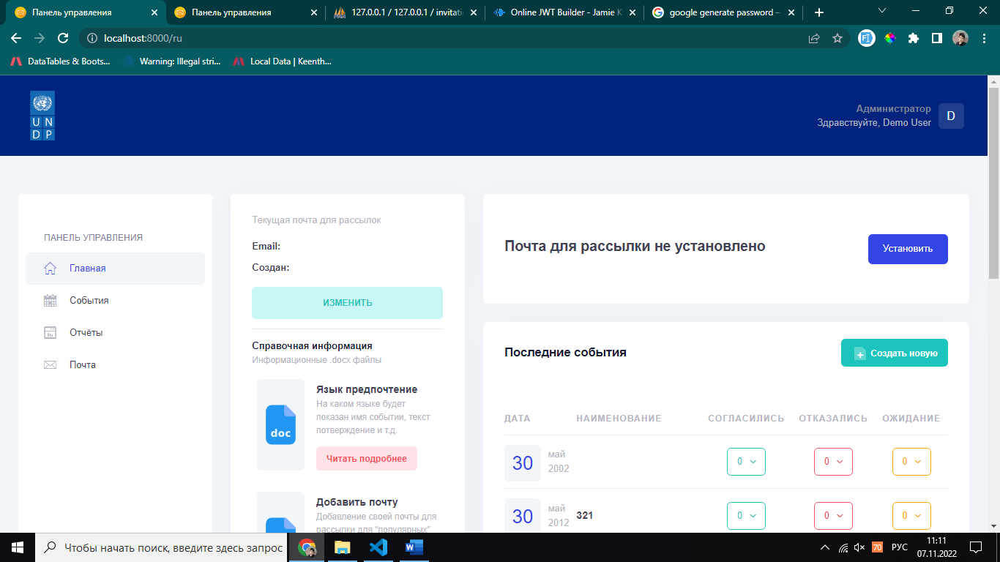 Панель управления
Панель управления
127.0.0.1 / 127.0.0.1 / invitati
Online JWT Builder - Jamie K
google generate password –
localhost:8000/ru
DataTables & Boots...
Warning: Illegal stri...
Local Data | Keenth...
U N
D P
Администратор
Здравствуйте, Demo User
D
ПАНЕЛЬ УПРАВЛЕНИЯ
Главная
События
Отчёты
Почта
Текущая почта для рассылок
Email:
Создан:
ИЗМЕНИТЬ
Справочная информация
Информационные .docx файлы
doc
Язык предпочтение
На каком языке будет
показан имя событии, текст
потверждение и т.д.
Читать подробнее
Добавить почту
Добавление своей почты для
рассылки для "популярных"
Почта для рассылки не установлено
Установить
Последние события
Создать новую
ДАТА НАИМЕНОВАНИЕ СОГЛАСИЛИСЬ ОТКАЗАЛИСЬ ОЖИДАНИЕ
30 май 2002 0 0 0
30 май 2012 321 0 0 0
Чтобы начать поиск, введите здесь запрос
70
РУС
11:11
07.11.2022